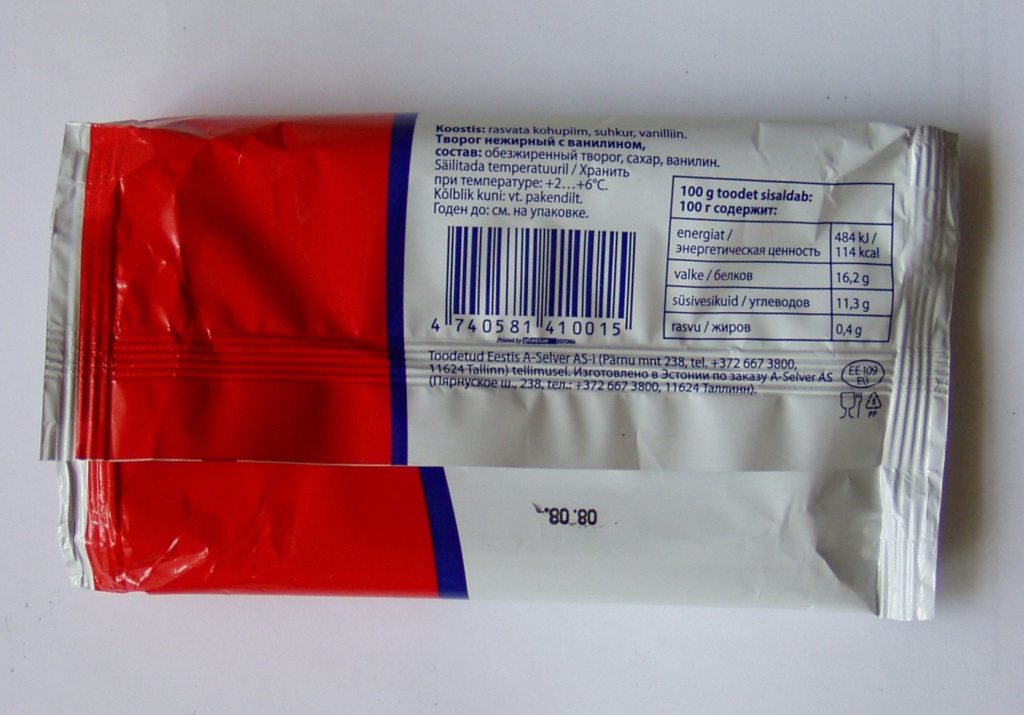 Koostis: rasvata kohupiim, suhkur, vanilliin.
Творог нежирный с ванилином,
состав: обезжиренный творог, сахар, ванилин.
Säilitada temperatuuril / Хранить
при температуре: +2...+6°C.
Kõlblik kuni: vt. pakendilt.
Годен до: см. на упаковке.
4 740581 410015
100 g toodet sisaldab:
100 г содержит:
energiat /
энергетическая ценность
484 kJ /
114 kcal
valke / белков 16,2 g
süsivesikuid / углеводов 11,3 g
rasvu / жиров 0,4 g
Printed by
ESTONIA
Toodetud Eestis A-Selver AS-i (Pärnu mnt 238, tel. +372 667 3800,
11624 Tallinn) tellimusel. Изготовлено в Эстонии по заказу A-Selver AS
(Пярнуское ш., 238, тел.: +372 667 3800, 11624 Таллинн).
EE 109
EU
PP
08.08.